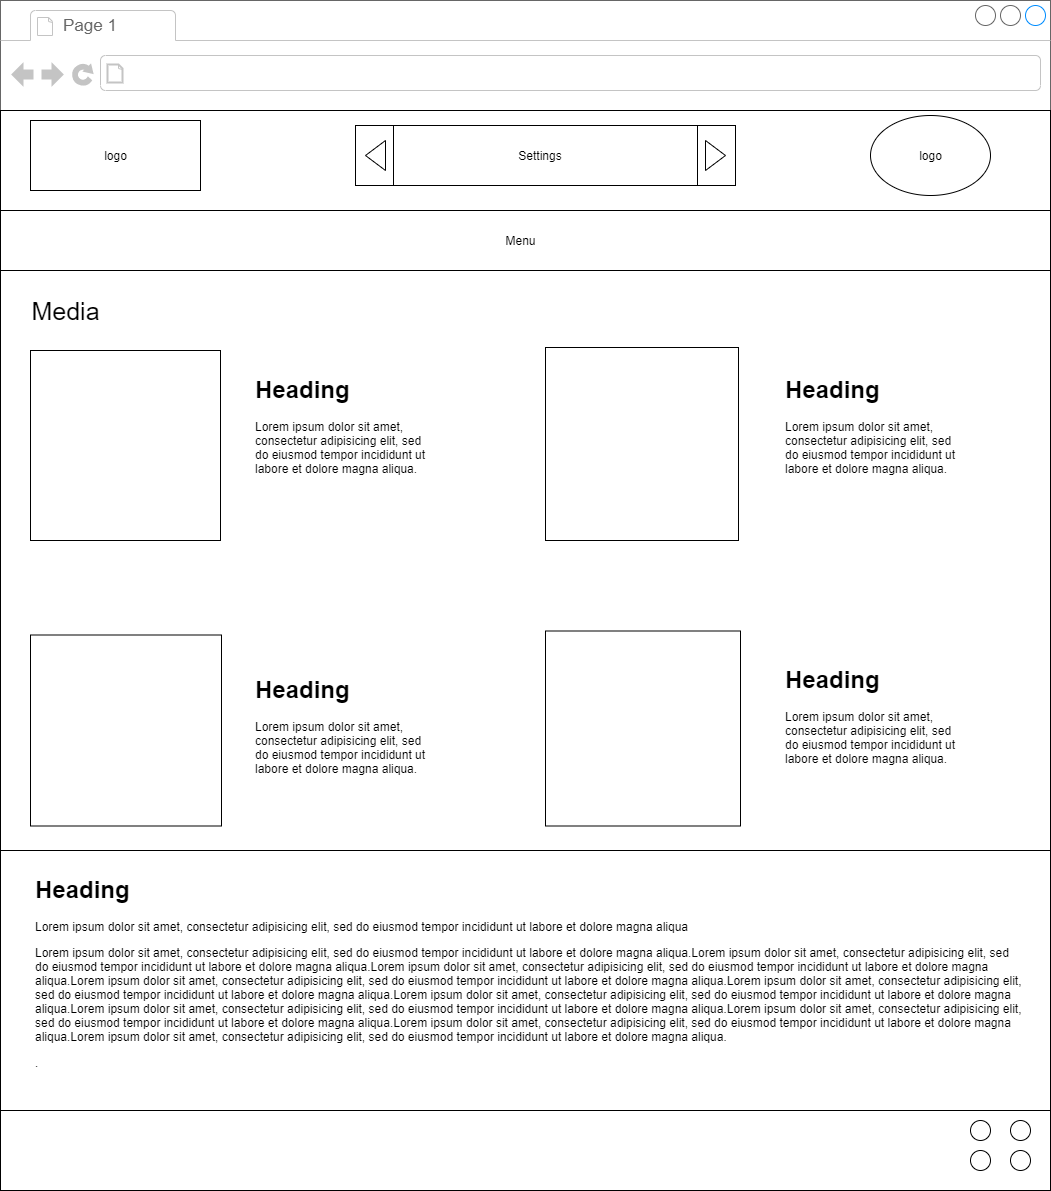 Page 1
logo
Settings
logo
Menu
Media
Heading
Lorem ipsum dolor sit amet,
consectetur adipisicing elit, sed
do eiusmod tempor incididunt ut
labore et dolore magna aliqua.
Heading
Lorem ipsum dolor sit amet,
consectetur adipisicing elit, sed
do eiusmod tempor incididunt ut
labore et dolore magna aliqua.
Heading
Lorem ipsum dolor sit amet,
consectetur adipisicing elit, sed
do eiusmod tempor incididunt ut
labore et dolore magna aliqua.
Heading
Lorem ipsum dolor sit amet,
consectetur adipisicing elit, sed
do eiusmod tempor incididunt ut
labore et dolore magna aliqua.
Heading
Lorem ipsum dolor sit amet, consectetur adipisicing elit, sed do eiusmod tempor incididunt ut labore et dolore magna aliqua
Lorem ipsum dolor sit amet, consectetur adipisicing elit, sed do eiusmod tempor incididunt ut labore et dolore magna aliqua.Lorem ipsum dolor sit amet, consectetur adipisicing elit, sed
do eiusmod tempor incididunt ut labore et dolore magna aliqua.Lorem ipsum dolor sit amet, consectetur adipisicing elit, sed do eiusmod tempor incididunt ut labore et dolore magna
aliqua.Lorem ipsum dolor sit amet, consectetur adipisicing elit, sed do eiusmod tempor incididunt ut labore et dolore magna aliqua.Lorem ipsum dolor sit amet, consectetur adipisicing elit,
sed do eiusmod tempor incididunt ut labore et dolore magna aliqua.Lorem ipsum dolor sit amet, consectetur adipisicing elit, sed do eiusmod tempor incididunt ut labore et dolore magna
aliqua.Lorem ipsum dolor sit amet, consectetur adipisicing elit, sed do eiusmod tempor incididunt ut labore et dolore magna aliqua.Lorem ipsum dolor sit amet, consectetur adipisicing elit,
sed do eiusmod tempor incididunt ut labore et dolore magna aliqua.Lorem ipsum dolor sit amet, consectetur adipisicing elit, sed do eiusmod tempor incididunt ut labore et dolore magna
aliqua.Lorem ipsum dolor sit amet, consectetur adipisicing elit, sed do eiusmod tempor incididunt ut labore et dolore magna aliqua.
.